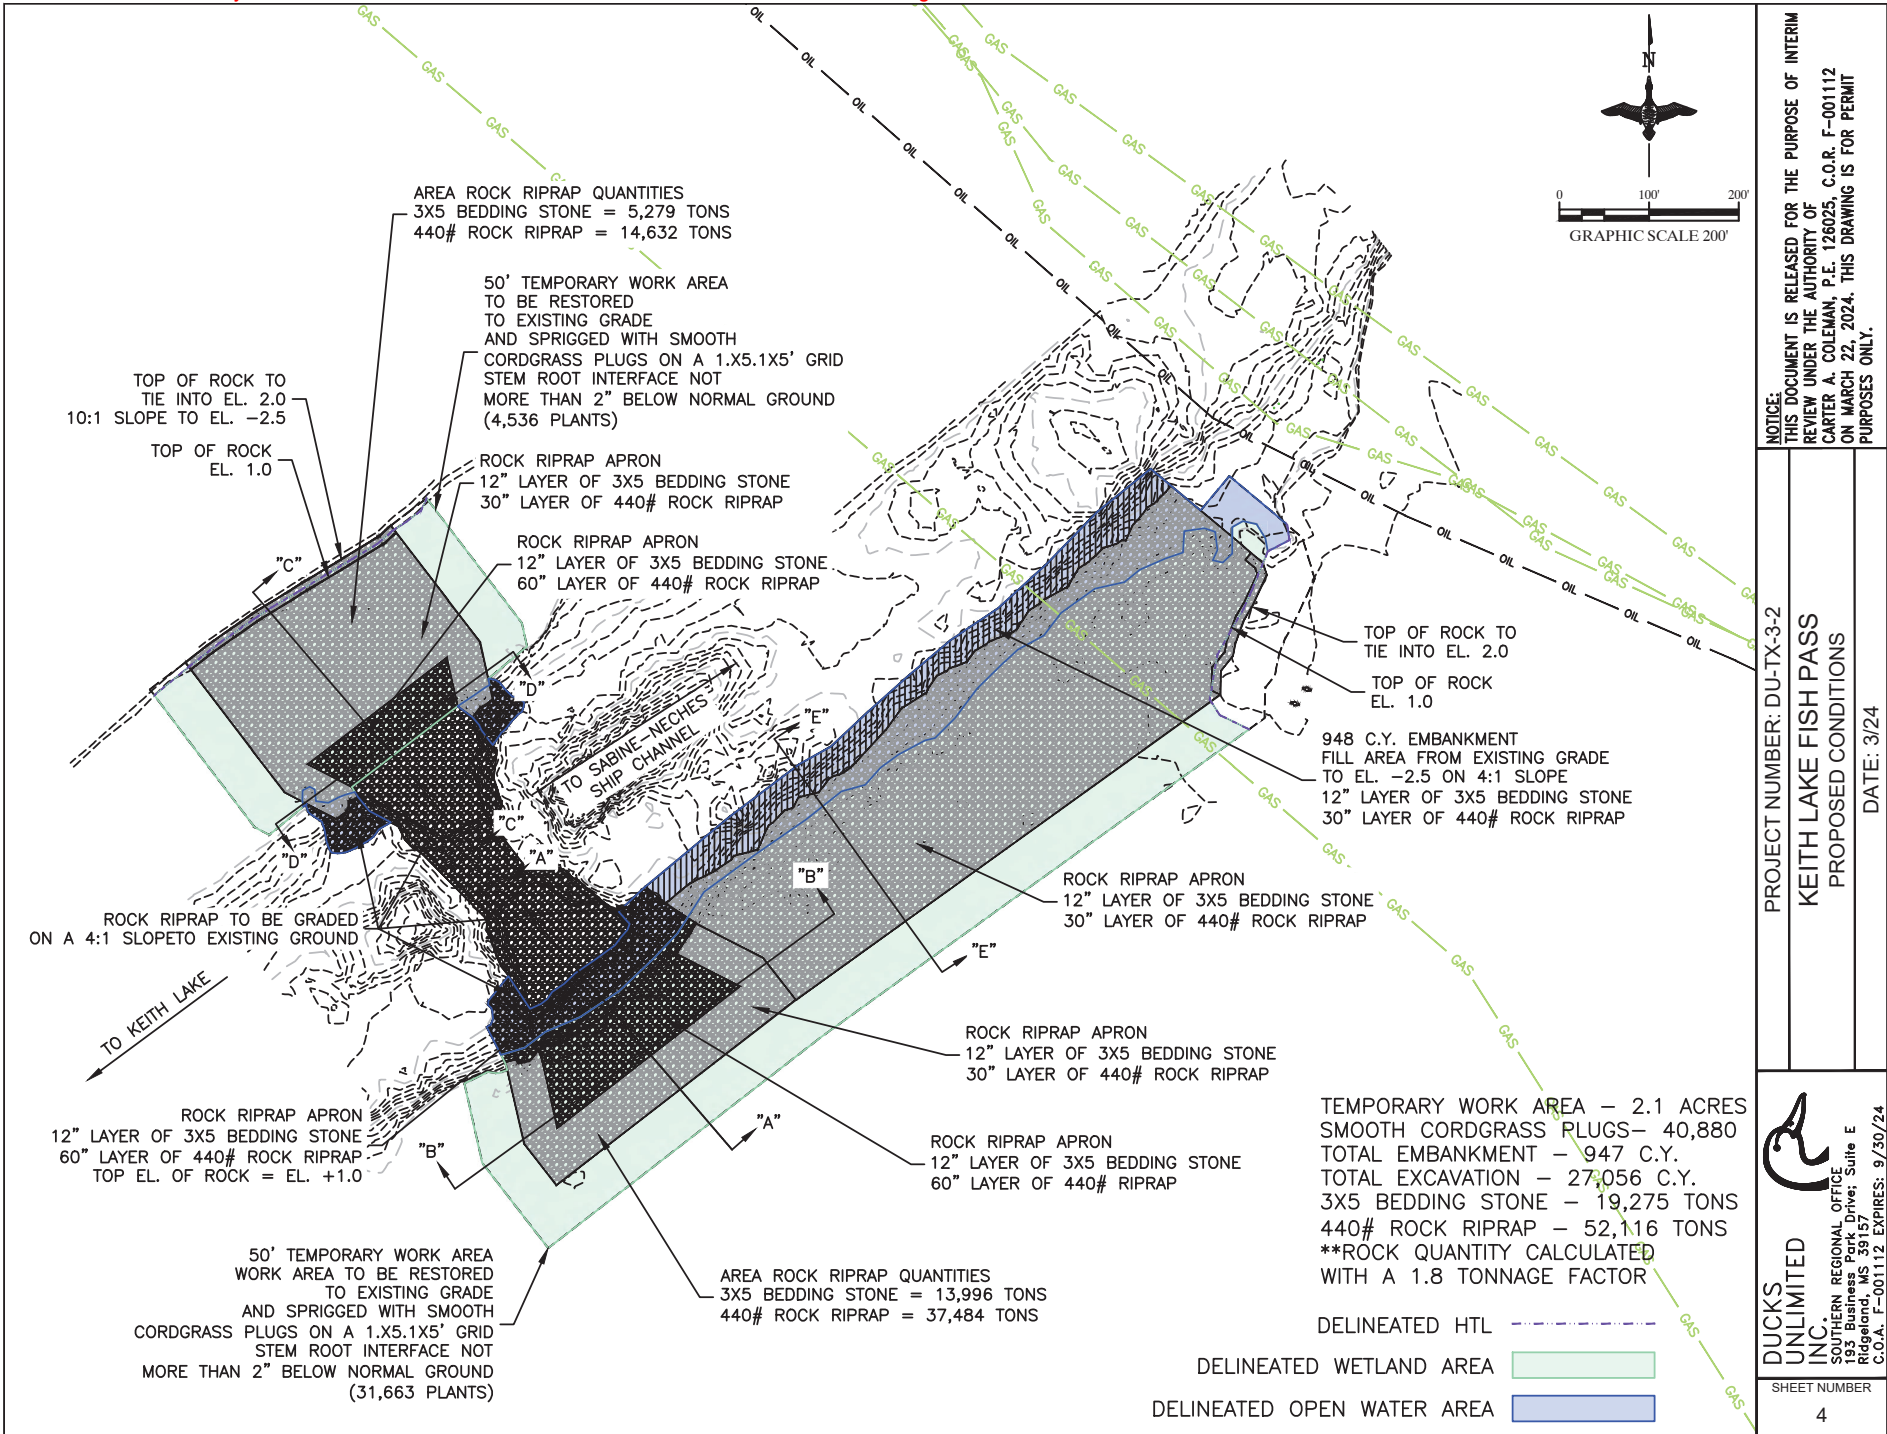 AREA ROCK RIPRAP QUANTITIES
3X5 BEDDING STONE = 5,279 TONS
440# ROCK RIPRAP = 14,632 TONS
50' TEMPORARY WORK AREA
TO BE RESTORED
TO EXISTING GRADE
AND SPRIGGED WITH SMOOTH
CORDGRASS PLUGS ON A 1.X5.1X5' GRID
STEM ROOT INTERFACE NOT
MORE THAN 2" BELOW NORMAL GROUND
(4,536 PLANTS)
TOP OF ROCK TO
TIE INTO EL. 2.0
10:1 SLOPE TO EL. -2.5
TOP OF ROCK
EL. 1.0
ROCK RIPRAP APRON
12" LAYER OF 3X5 BEDDING STONE
30" LAYER OF 440# ROCK RIPRAP
ROCK RIPRAP APRON
12" LAYER OF 3X5 BEDDING STONE
60" LAYER OF 440# ROCK RIPRAP
"C"
"D"
"E"
TO SABINE-NECHES
SHIP CHANNEL
"C"
"A"
"D"
"B"
ROCK RIPRAP TO BE GRADED
ON A 4:1 SLOPETO EXISTING GROUND
TO KEITH LAKE
"E"
TOP OF ROCK TO
TIE INTO EL. 2.0
TOP OF ROCK
EL. 1.0
948 C.Y. EMBANKMENT
FILL AREA FROM EXISTING GRADE
TO EL. -2.5 ON 4:1 SLOPE
12" LAYER OF 3X5 BEDDING STONE
30" LAYER OF 440# ROCK RIPRAP
ROCK RIPRAP APRON
12" LAYER OF 3X5 BEDDING STONE
30" LAYER OF 440# ROCK RIPRAP
ROCK RIPRAP APRON
12" LAYER OF 3X5 BEDDING STONE
30" LAYER OF 440# ROCK RIPRAP
ROCK RIPRAP APRON
12" LAYER OF 3X5 BEDDING STONE
60" LAYER OF 440# ROCK RIPRAP
TOP EL. OF ROCK = EL. +1.0
"B"
"A"
ROCK RIPRAP APRON
12" LAYER OF 3X5 BEDDING STONE
60" LAYER OF 440# RIPRAP
50' TEMPORARY WORK AREA
WORK AREA TO BE RESTORED
TO EXISTING GRADE
AND SPRIGGED WITH SMOOTH
CORDGRASS PLUGS ON A 1.X5.1X5' GRID
STEM ROOT INTERFACE NOT
MORE THAN 2" BELOW NORMAL GROUND
(31,663 PLANTS)
AREA ROCK RIPRAP QUANTITIES
3X5 BEDDING STONE = 13,996 TONS
440# ROCK RIPRAP = 37,484 TONS
TEMPORARY WORK AREA - 2.1 ACRES
SMOOTH CORDGRASS PLUGS- 40,880
TOTAL EMBANKMENT - 947 C.Y.
TOTAL EXCAVATION - 27,056 C.Y.
3X5 BEDDING STONE - 19,275 TONS
440# ROCK RIPRAP - 52,116 TONS
**ROCK QUANTITY CALCULATED
WITH A 1.8 TONNAGE FACTOR
DELINEATED HTL
DELINEATED WETLAND AREA
DELINEATED OPEN WATER AREA
GAS
OIL
N
0 100' 200'
GRAPHIC SCALE 200'
NOTICE:
THIS DOCUMENT IS RELEASED FOR THE PURPOSE OF INTERIM
REVIEW UNDER THE AUTHORITY OF
CARTER A. COLEMAN, P.E. 126025, C.O.R. F-001112
ON MARCH 22, 2024. THIS DRAWING IS FOR PERMIT
PURPOSES ONLY.
PROJECT NUMBER: DU-TX-3-2
KEITH LAKE FISH PASS
PROPOSED CONDITIONS
DATE: 3/24
DUCKS
UNLIMITED
INC.
SOUTHERN REGIONAL OFFICE
193 Business Park Drive; Suite E
Ridgeland, MS 39157
C.O.A. F-001112 EXPIRES: 9/30/24
SHEET NUMBER
4